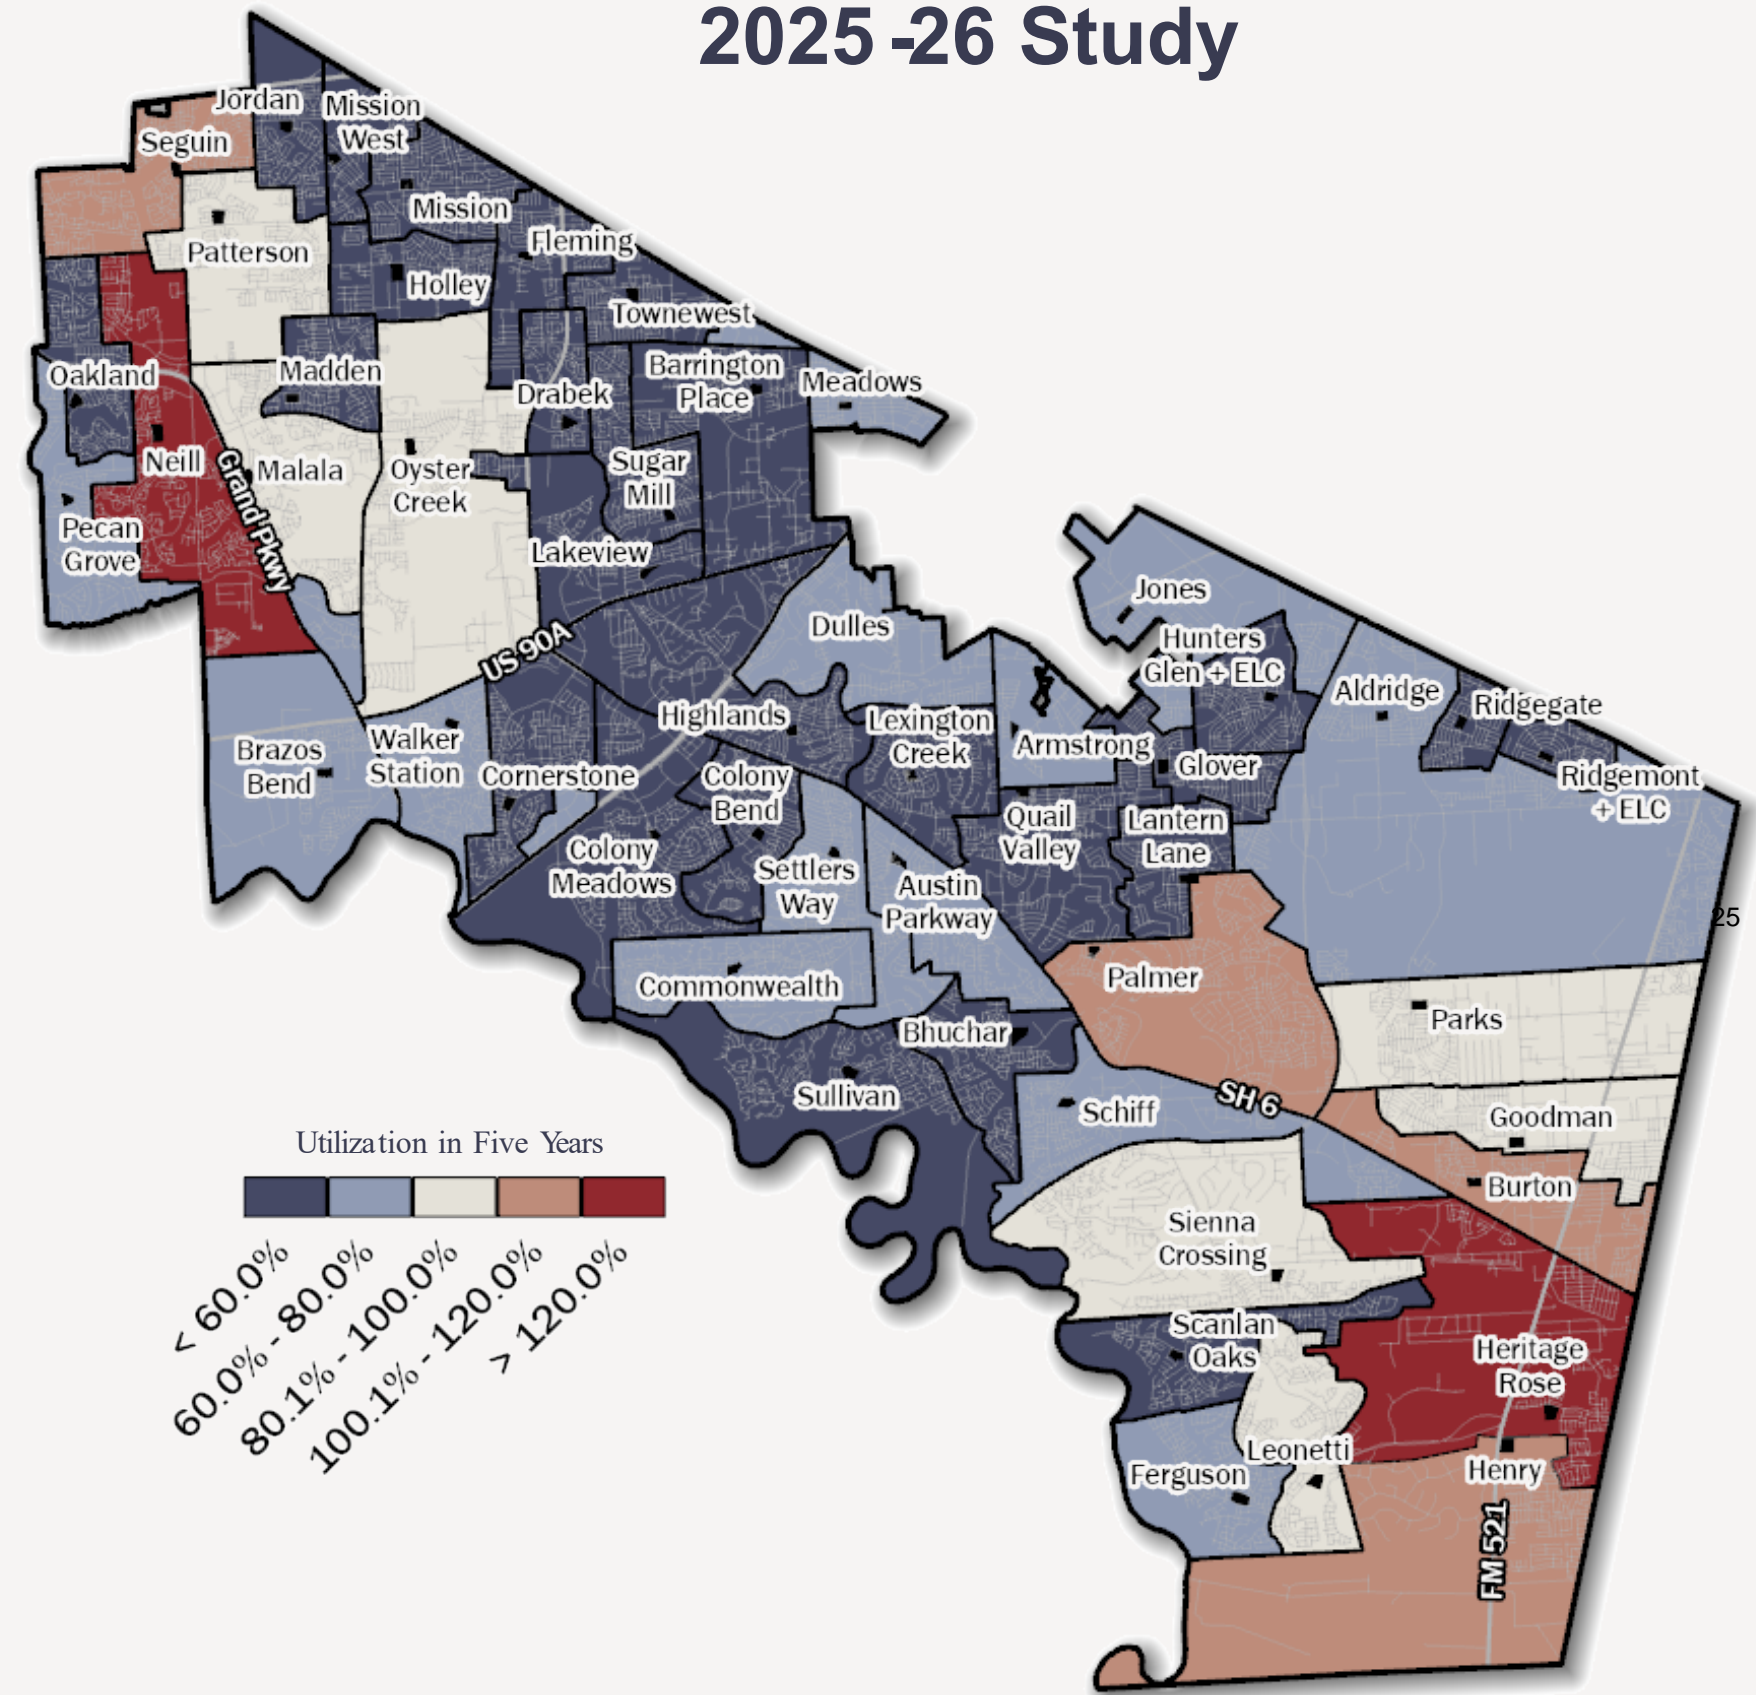 2025-26 Study
Jordan
Mission
West
Seguin
Mission
Patterson
Fleming
Holley
Townewest
Oakland
Madden
Drabek
Barrington
Place
Meadows
Neill
Grand Pkwy
Malala
Oyster
Creek
Sugar
Mill
Pecan
Grove
Lakeview
US 90A
Dulles
Jones
Hunters
Glen + ELC
Aldridge
Ridgegate
Highlands
Lexington
Creek
Armstrong
Glover
Ridgemont
+ ELC
Brazos
Bend
Walker
Station
Cornerstone
Colony
Bend
Quail
Valley
Lantern
Lane
Colony
Meadows
Settlers
Way
Austin
Parkway
25
Commonwealth
Palmer
Bhuchar
Parks
Sullivan
Schiff
SH 6
Goodman
Burton
Utilization in Five Years
< 60.0%
60.0% - 80.0%
80.1% - 100.0%
100.1% - 120.0%
> 120.0%
Sienna
Crossing
Scanlan
Oaks
Heritage
Rose
Leonetti
Ferguson
Henry
FM 521